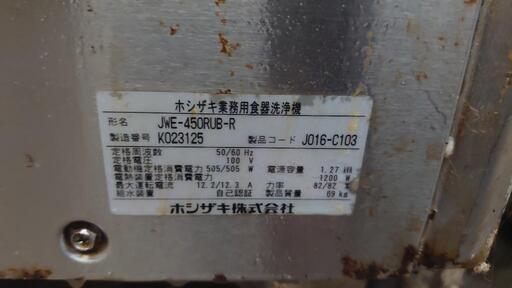 ホシザキ業務用食器洗浄機
形名 JWE-450RUB-R
製造番号 K023125 製品コード J016-C103
定格周波数 50/60 Hz
定格電圧 100 V
電動機定格消費電力 505/505 W 電源容量 1.27 kVA
電熱装置定格消費電力 1200 W
最大運転電流 12.2/12.3 A 力率 82/82 %
給水装置 自己認証 製品質量 69 kg
ホシザキ株式会社